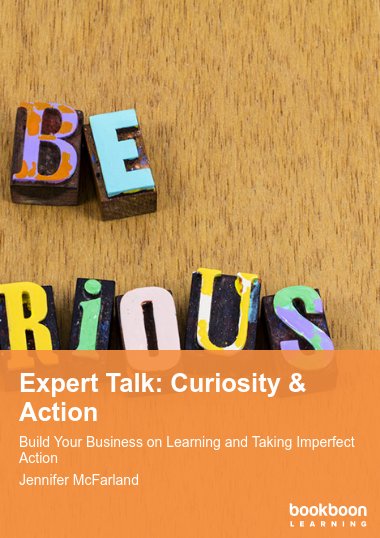 BE
RiOUS
Expert Talk: Curiosity &
Action
Build Your Business on Learning and Taking Imperfect
Action
Jennifer McFarland
bookboon
LEARNING